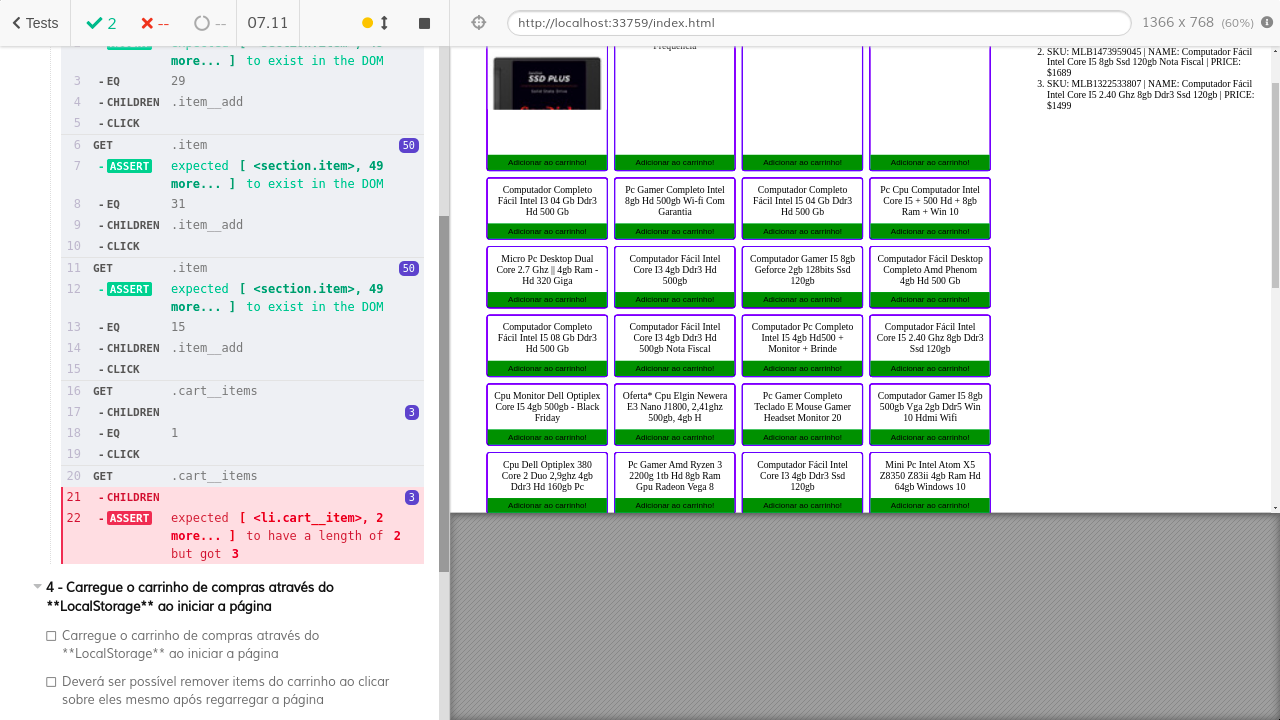 Tests
2
--
--
07.11
http://localhost:33759/index.html
1366 x 768 (60%)
more... ] to exist in the DOM
3 - EQ 29
4 - CHILDREN .item__add
5 - CLICK
6 GET .item 50
7 - ASSERT expected [ <section.item>, 49
more... ] to exist in the DOM
8 - EQ 31
9 - CHILDREN .item__add
10 - CLICK
11 GET .item 50
12 - ASSERT expected [ <section.item>, 49
more... ] to exist in the DOM
13 - EQ 15
14 - CHILDREN .item__add
15 - CLICK
16 GET .cart__items
17 - CHILDREN 3
18 - EQ 1
19 - CLICK
20 GET .cart__items
21 - CHILDREN 3
22 - ASSERT expected [ <li.cart__item>, 2
more... ] to have a length of 2
but got 3
4 - Carregue o carrinho de compras através do
**LocalStorage** ao iniciar a página
Carregue o carrinho de compras através do
**LocalStorage** ao iniciar a página
Deverá ser possível remover items do carrinho ao clicar
sobre eles mesmo após regarregar a página
Frequência
SSD PLUS
Adicionar ao carrinho!
Adicionar ao carrinho!
Adicionar ao carrinho!
Adicionar ao carrinho!
Computador Completo
Fácil Intel I3 04 Gb Ddr3
Hd 500 Gb
Adicionar ao carrinho!
Pc Gamer Completo Intel
8gb Hd 500gb Wi-fi Com
Garantia
Adicionar ao carrinho!
Computador Completo
Fácil Intel I5 04 Gb Ddr3
Hd 500 Gb
Adicionar ao carrinho!
Pc Cpu Computador Intel
Core I5 + 500 Hd + 8gb
Ram + Win 10
Adicionar ao carrinho!
Micro Pc Desktop Dual
Core 2.7 Ghz || 4gb Ram -
Hd 320 Giga
Adicionar ao carrinho!
Computador Fácil Intel
Core I3 4gb Ddr3 Hd
500gb
Adicionar ao carrinho!
Computador Gamer I5 8gb
Geforce 2gb 128bits Ssd
120gb
Adicionar ao carrinho!
Computador Fácil Desktop
Completo Amd Phenom
4gb Hd 500 Gb
Adicionar ao carrinho!
Computador Completo
Fácil Intel I5 08 Gb Ddr3
Hd 500 Gb
Adicionar ao carrinho!
Computador Fácil Intel
Core I3 4gb Ddr3 Hd
500gb Nota Fiscal
Adicionar ao carrinho!
Computador Pc Completo
Intel I5 4gb Hd500 +
Monitor + Brinde
Adicionar ao carrinho!
Computador Fácil Intel
Core I5 2.40 Ghz 8gb Ddr3
Ssd 120gb
Adicionar ao carrinho!
Cpu Monitor Dell Optiplex
Core I5 4gb 500gb - Black
Friday
Adicionar ao carrinho!
Oferta* Cpu Elgin Newera
E3 Nano J1800, 2,41ghz
500gb, 4gb H
Adicionar ao carrinho!
Pc Gamer Completo
Teclado E Mouse Gamer
Headset Monitor 20
Adicionar ao carrinho!
Computador Gamer I5 8gb
500gb Vga 2gb Ddr5 Win
10 Hdmi Wifi
Adicionar ao carrinho!
Cpu Dell Optiplex 380
Core 2 Duo 2,9ghz 4gb
Ddr3 Hd 160gb Pc
Adicionar ao carrinho!
Pc Gamer Amd Ryzen 3
2200g 1tb Hd 8gb Ram
Gpu Radeon Vega 8
Adicionar ao carrinho!
Computador Fácil Intel
Core I3 4gb Ddr3 Ssd
120gb
Adicionar ao carrinho!
Mini Pc Intel Atom X5
Z8350 Z83ii 4gb Ram Hd
64gb Windows 10
Adicionar ao carrinho!
2. SKU: MLB1473959045 | NAME: Computador Fácil
Intel Core I5 8gb Ssd 120gb Nota Fiscal | PRICE:
$1689
3. SKU: MLB1322533807 | NAME: Computador Fácil
Intel Core I5 2.40 Ghz 8gb Ddr3 Ssd 120gb | PRICE:
$1499